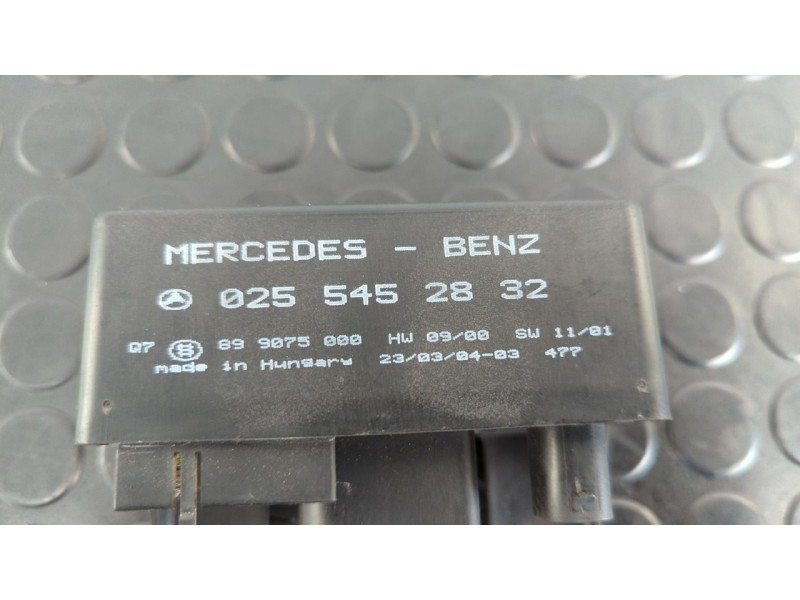 MERCEDES - BENZ
025 545 28 32
Q7 89 9075 000 HW 09/00 SW 11/01
made in Hungary 23/03/04-03 477